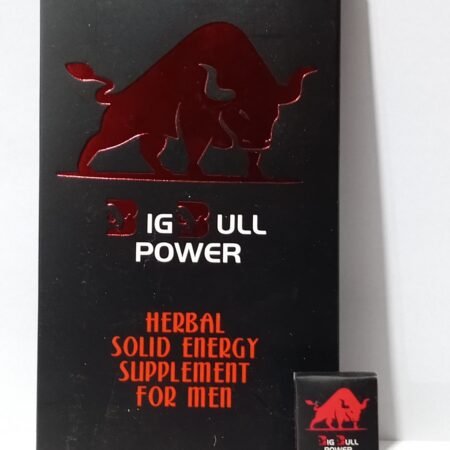 BIG BULL
POWER
HERBAL
SOLID ENERGY
SUPPLEMENT
FOR MEN
BIG BULL
POWER